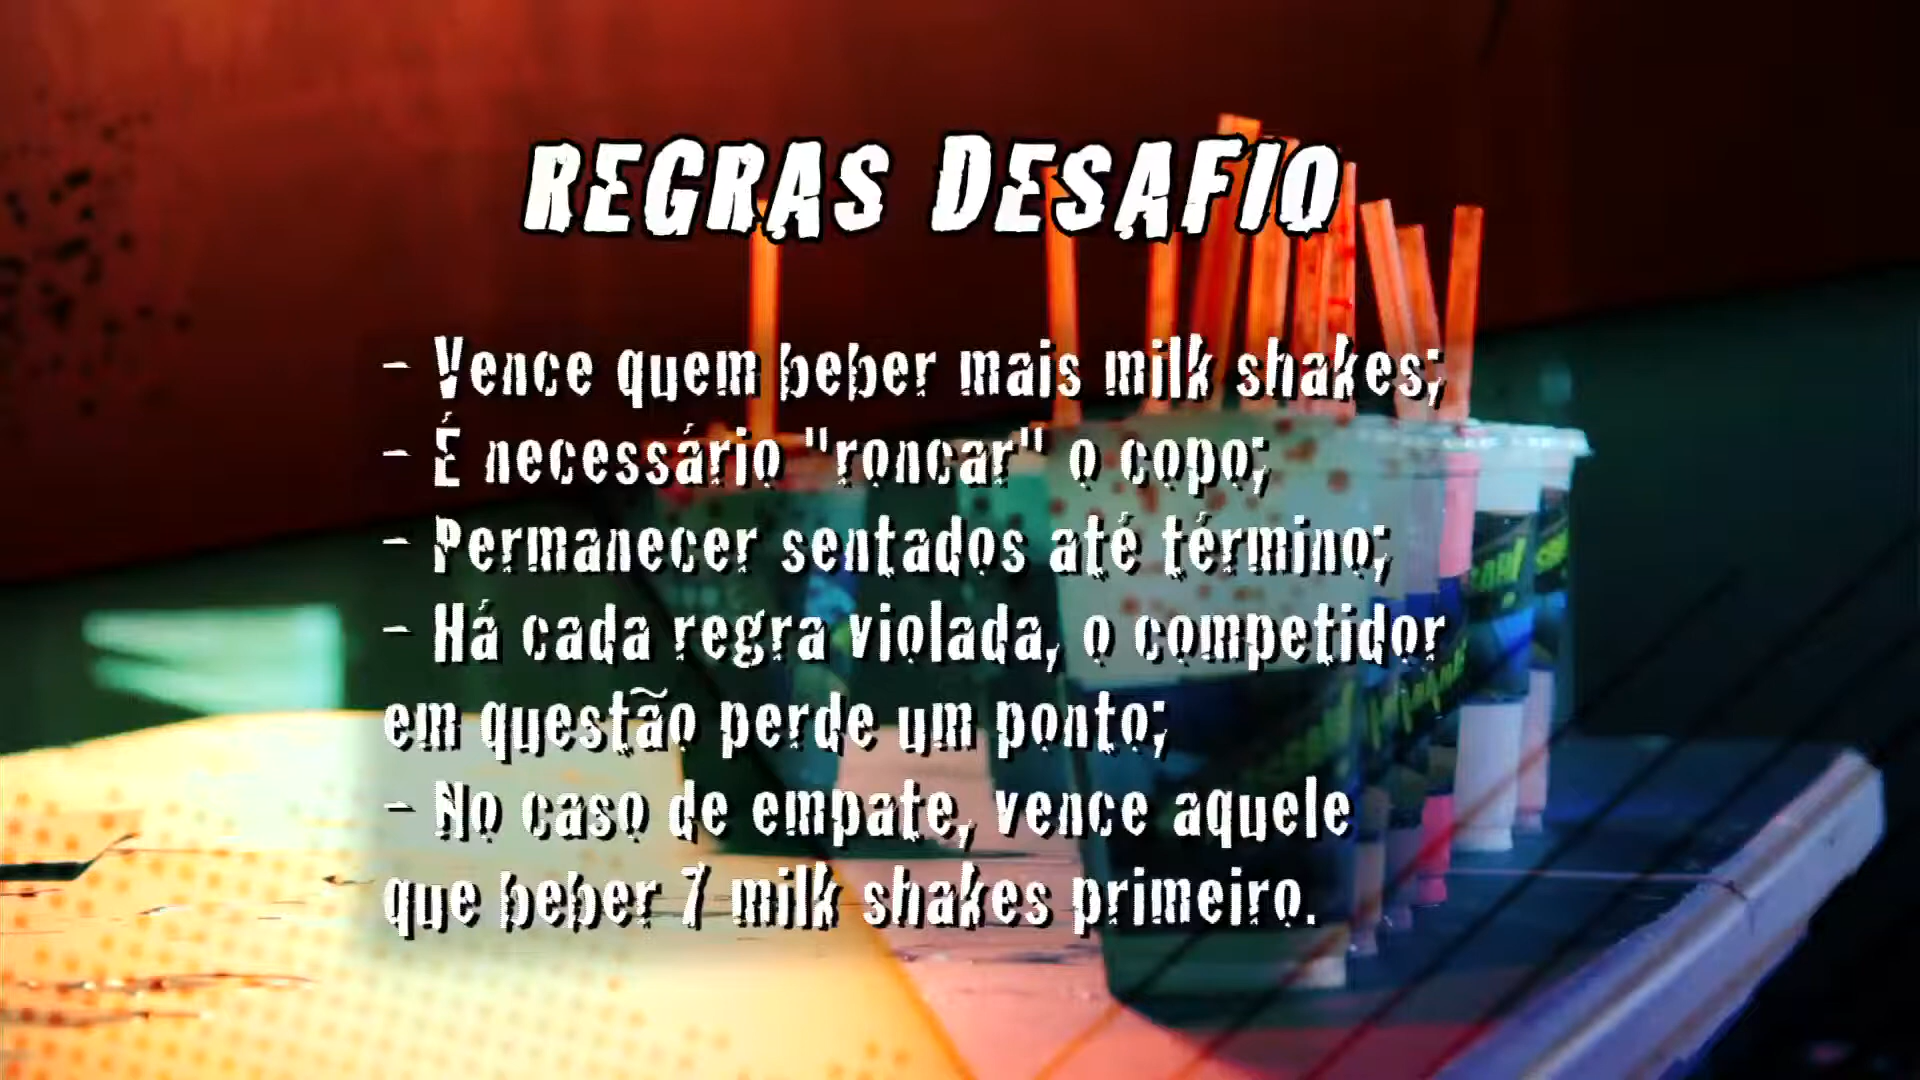 REGRAS DESAFIO
- Vence quem beber mais milk shakes;
- É necessário "roncar" o copo;
- Permanecer sentados até término;
- Há cada regra violada, o competidor
em questão perde um ponto;
- No caso de empate, vence aquele
que beber 7 milk shakes primeiro.